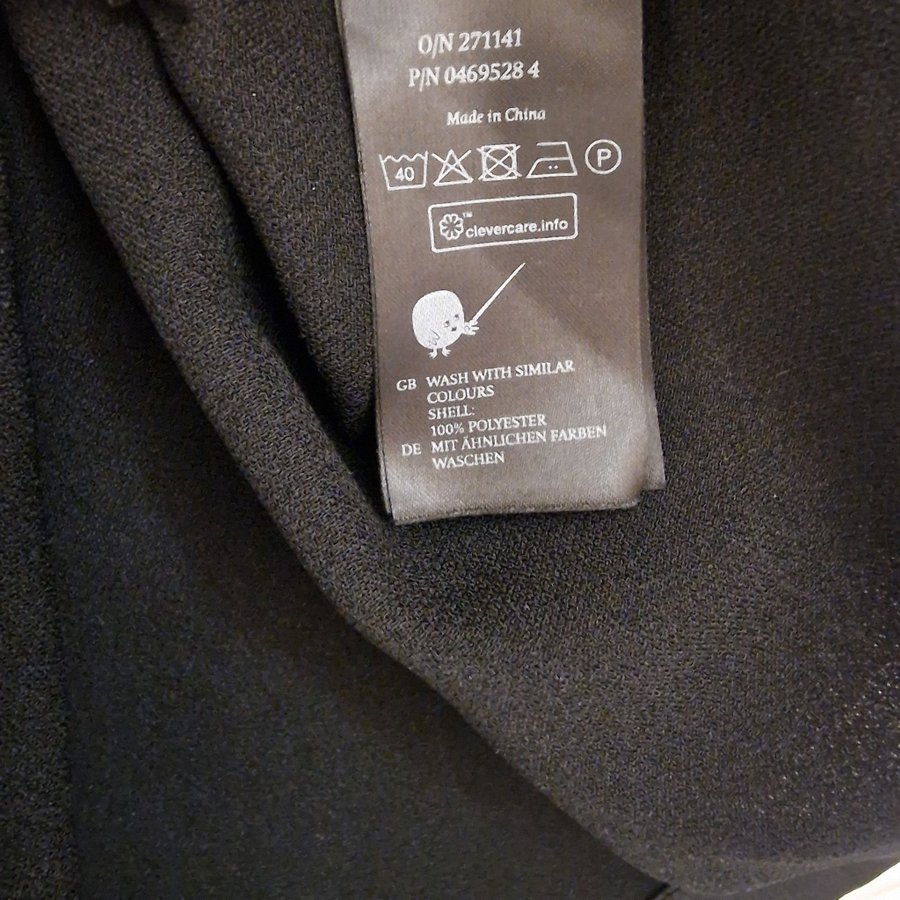 O/N 271141
P/N 0469528 4
Made in China
40 P
™ clevercare.info
GB WASH WITH SIMILAR
COLOURS
SHELL:
100% POLYESTER
DE MIT ÄHNLICHEN FARBEN
WASCHEN